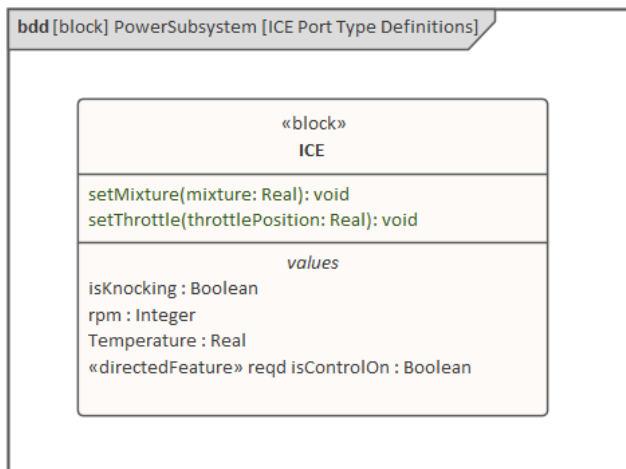 bdd [block] PowerSubsystem [ICE Port Type Definitions]
«block»
ICE
setMixture(mixture: Real): void
setThrottle(throttlePosition: Real): void
values
isKnocking : Boolean
rpm : Integer
Temperature : Real
«directedFeature» reqd isControlOn : Boolean